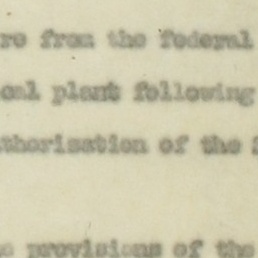 re from the federal
cal plant following
thorisation of the
provisions of the